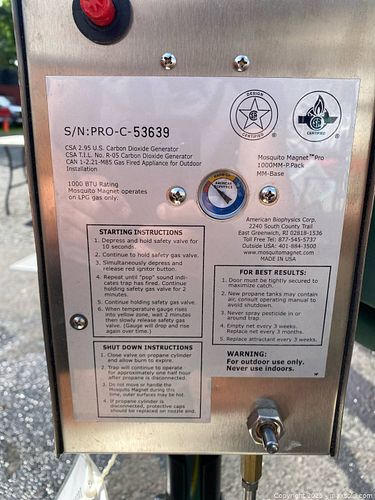 DESIGN
CERTIFIED
CERTIFIED
S/N:PRO-C-53639
CSA 2.95 U.S. Carbon Dioxide Generator
CSA T.I.L. No. R-05 Carbon Dioxide Generator
CAN 1-2.21-M85 Gas Fired Appliance for Outdoor
Installation
Mosquito Magnet™Pro
1000MM-P.Pack
MM-Base
1000 BTU Rating
Mosquito Magnet operates
on LPG gas only.
AMERICAN
BIOPHYSICS
American Biophysics Corp.
2240 South County Trail
East Greenwich, RI 02818-1536
Toll Free Tel: 877-545-5737
Outside USA: 401-884-3500
www.mosquitomagnet.com
MADE IN USA
STARTING INSTRUCTIONS
1. Depress and hold safety valve for
10 seconds.
2. Continue to hold safety gas valve.
3. Simultaneously depress and
release red ignitor button.
4. Repeat until "pop" sound indi-
icates trap has fired. Continue
holding safety valve for 2
minutes.
5. Continue holding safety valve.
6. When temperature gauge rises
into yellow zone, wait 2 minutes
then slowly release safety gas
valve. (Gauge will drop and rise
again over time.)
SHUT DOWN INSTRUCTIONS
1. Close valve on propane cylinder
and allow burn to expire.
2. Trap will continue to operate
for approximately one half hour
after propane is disconnected.
3. Do not move or handle the
Mosquito Magnet during this
time, outer surfaces may be hot.
4. If propane cylinder is
disconnected, protective caps
should be replaced on nozzle end.
FOR BEST RESULTS:
1. Door must be tightly secured to
maximize catch.
2. New propane tanks may contain
air, consult operating manual to
avoid shutdown.
3. Never spray pesticide in or
around trap.
4. Empty net every 3 weeks.
Replace net every 3 months.
5. Replace attractant every 3 weeks.
WARNING:
For outdoor use only.
Never use indoors.
Copyright 2025 - maxsold.com